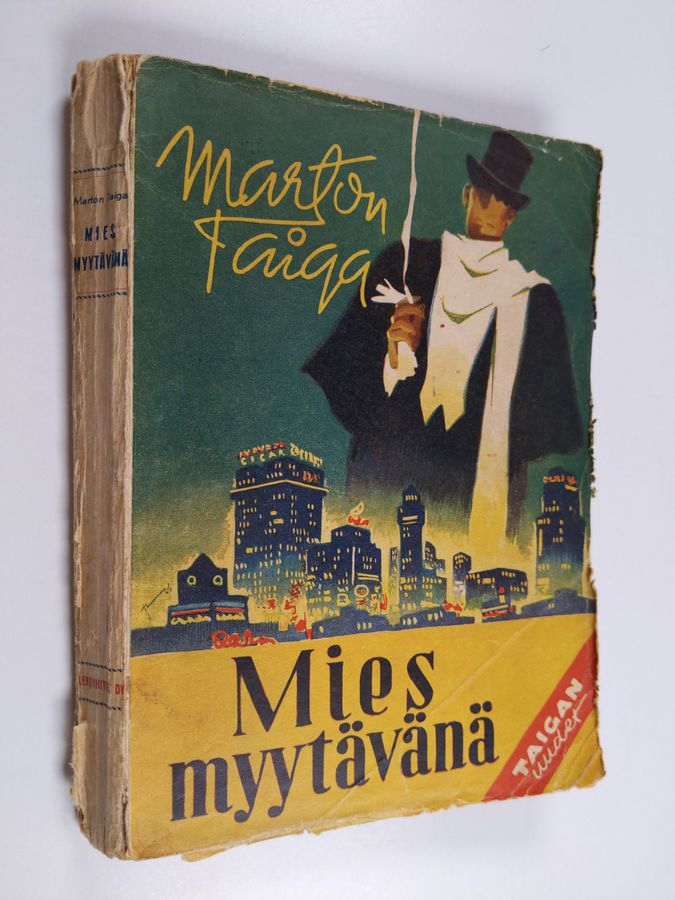 Marton
Taiga
Mies
myytävänä
TAIGAN
uudet
Marton Taiga
MIES
MYYTÄVÄNÄ